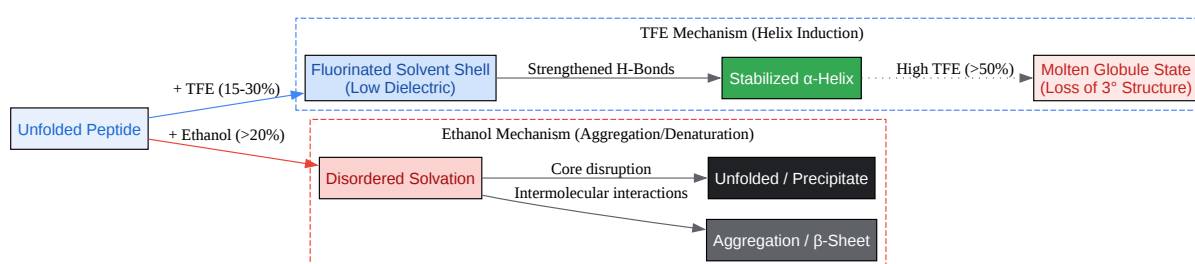 TFE Mechanism (Helix Induction)
Unfolded Peptide
+ TFE (15-30%)
Fluorinated Solvent Shell
(Low Dielectric)
Strengthened H-Bonds
Stabilized α-Helix
High TFE (>50%)
Molten Globule State
(Loss of 3° Structure)
+ Ethanol (>20%)
Ethanol Mechanism (Aggregation/Denaturation)
Disordered Solvation
Core disruption
Unfolded / Precipitate
Intermolecular interactions
Aggregation / β-Sheet